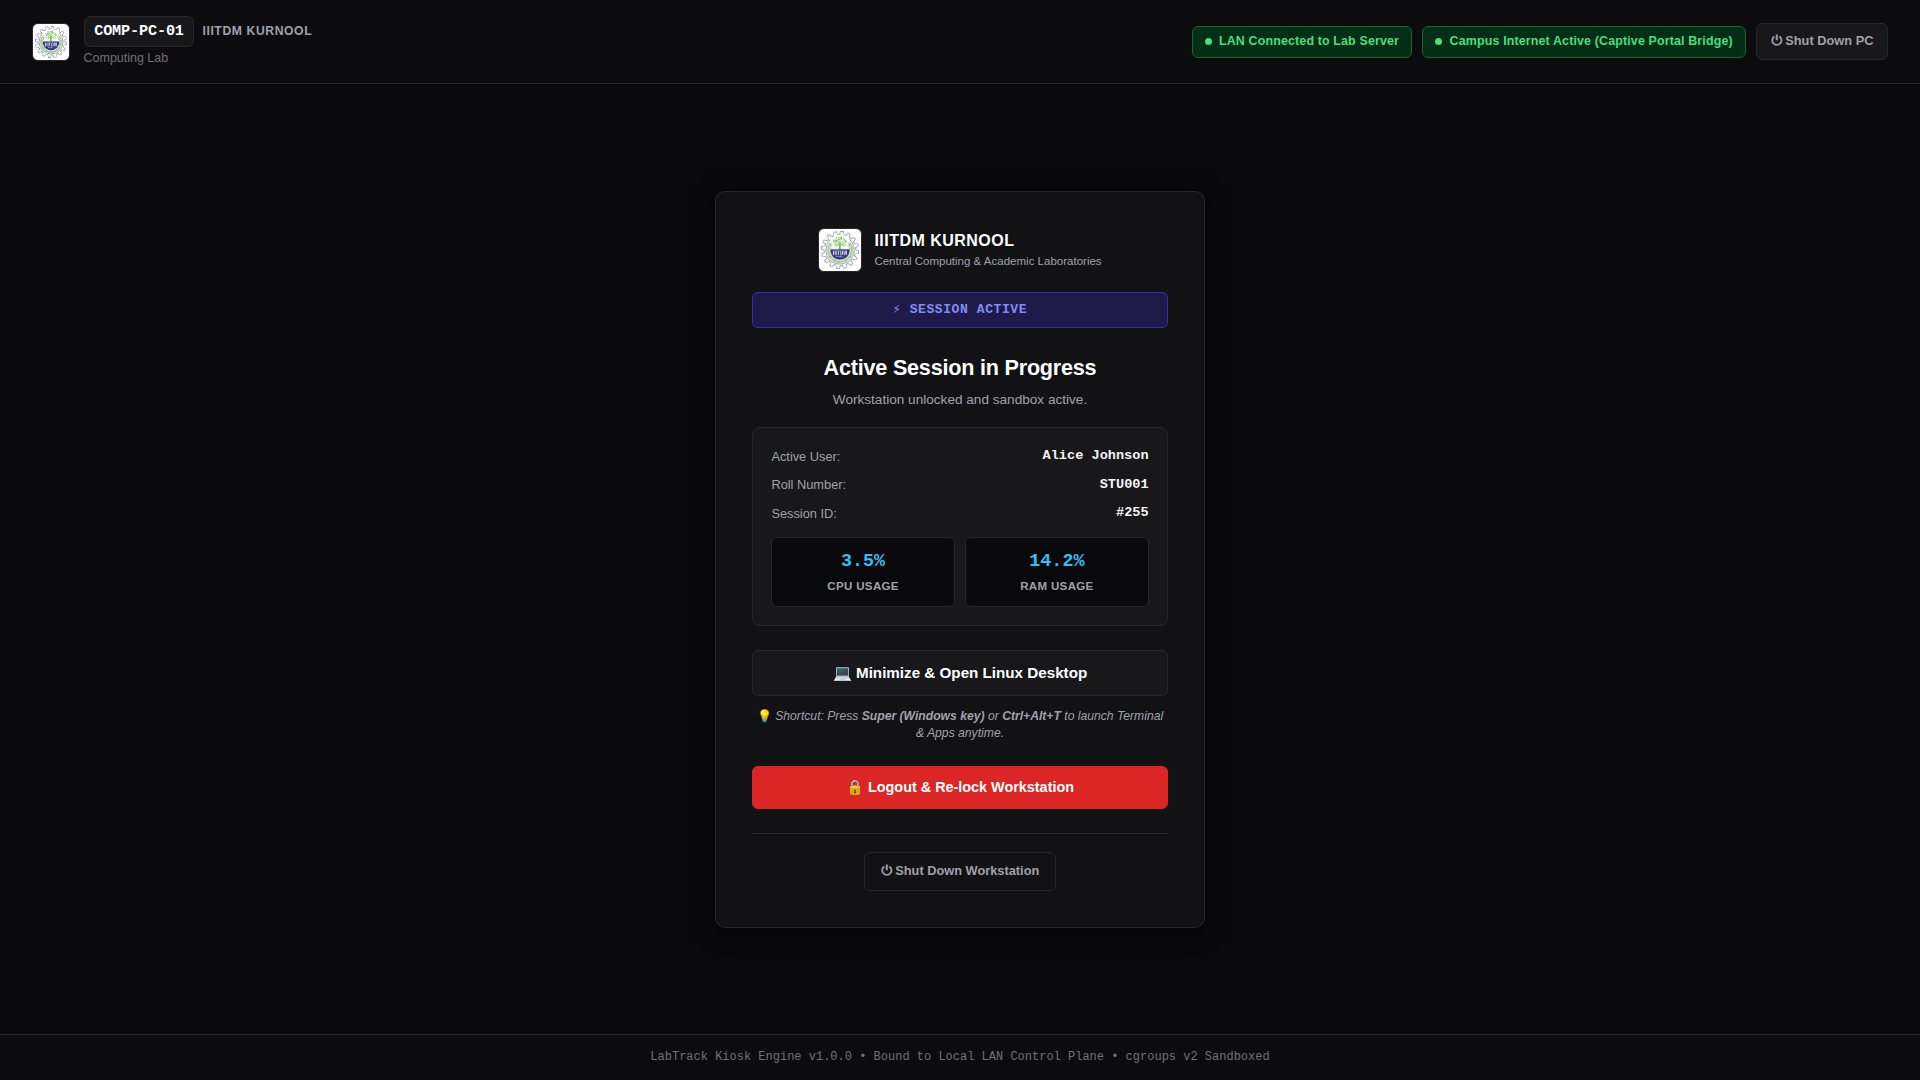 COMP-PC-01 IIITDM KURNOOL
Computing Lab
LAN Connected to Lab Server
Campus Internet Active (Captive Portal Bridge)
⏻ Shut Down PC
IIITDM KURNOOL
Central Computing & Academic Laboratories
⚡ SESSION ACTIVE
Active Session in Progress
Workstation unlocked and sandbox active.
Active User: Alice Johnson
Roll Number: STU001
Session ID: #255
3.5% 14.2%
CPU USAGE RAM USAGE
💻 Minimize & Open Linux Desktop
💡 Shortcut: Press Super (Windows key) or Ctrl+Alt+T to launch Terminal
& Apps anytime.
🔒 Logout & Re-lock Workstation
⏻ Shut Down Workstation
LabTrack Kiosk Engine v1.0.0 • Bound to Local LAN Control Plane • cgroups v2 Sandboxed